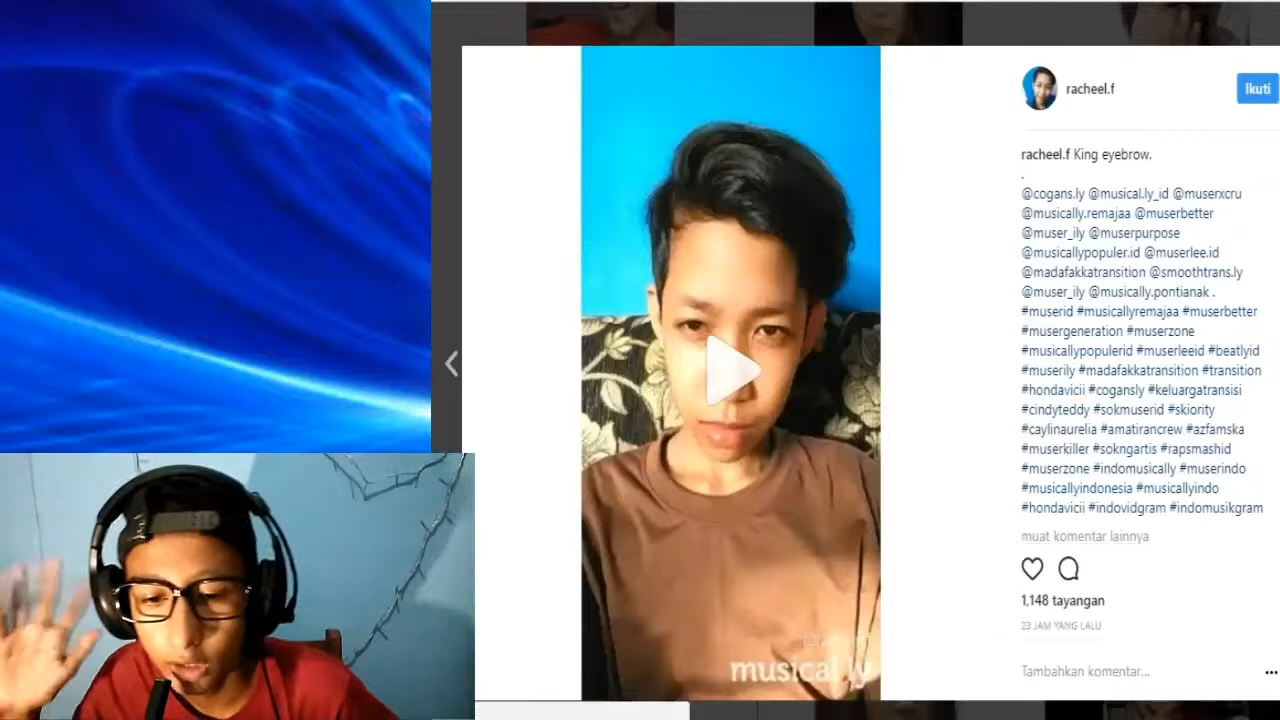 racheel.f
Ikuti
racheel.f King eyebrow.
.
@cogans.ly @musical.ly_id @muserxcru
@musically.remajaa @muserbetter
@muser_ily @muserpurpose
@musicallypopuler.id @muserlee.id
@madafakkatransition @smoothtrans.ly
@muser_ily @musically.pontianak .
#muserid #musicallyremajaa #muserbetter
#musergeneration #muserzone
#musicallypopulerid #muserleeid #beatlyid
#muserily #madafakkatransition #transition
#hondavicii #cogansly #keluargatransisi
#cindyteddy #sokmuserid #skiority
#caylinaurelia #amatirancrew #azfamska
#muserkiller #sokngartis #rapsmashid
#muserzone #indomusically #muserindo
#musicallyindonesia #musicallyindo
#hondavicii #indovidgram #indomusikgram
muat komentar lainnya
1,148 tayangan
23 JAM YANG LALU
Tambahkan komentar...
musical.ly